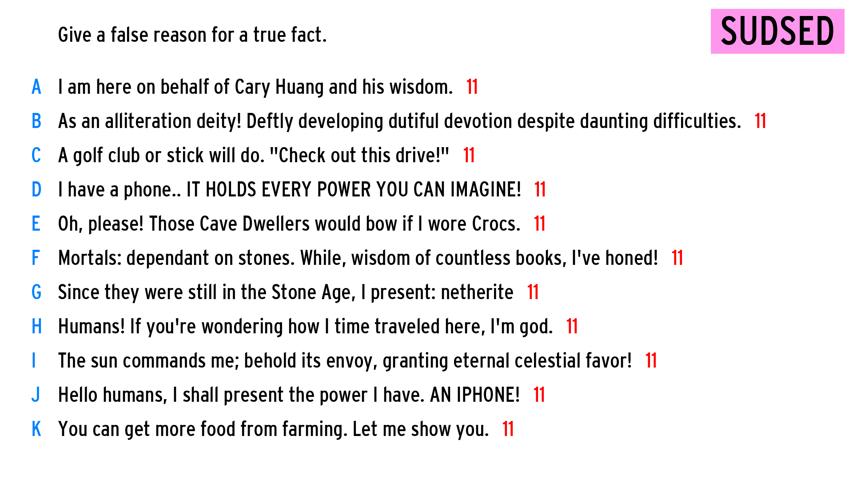 Give a false reason for a true fact.
SUDSED
A I am here on behalf of Cary Huang and his wisdom. 11
B As an alliteration deity! Deftly developing dutiful devotion despite daunting difficulties. 11
C A golf club or stick will do. "Check out this drive!" 11
D I have a phone.. IT HOLDS EVERY POWER YOU CAN IMAGINE! 11
E Oh, please! Those Cave Dwellers would bow if I wore Crocs. 11
F Mortals: dependant on stones. While, wisdom of countless books, I've honed! 11
G Since they were still in the Stone Age, I present: netherite 11
H Humans! If you're wondering how I time traveled here, I'm god. 11
I The sun commands me; behold its envoy, granting eternal celestial favor! 11
J Hello humans, I shall present the power I have. AN IPHONE! 11
K You can get more food from farming. Let me show you. 11